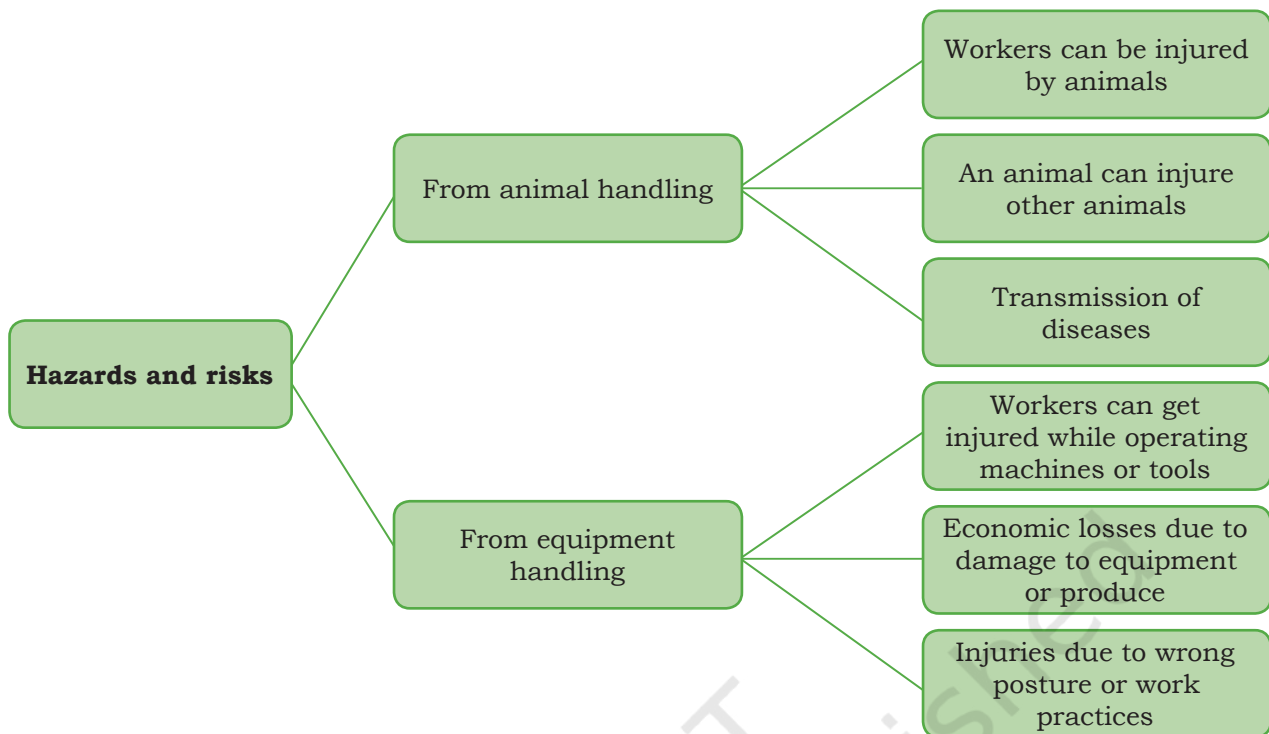 Hazards and risks
From animal handling
Workers can be injured
by animals
An animal can injure
other animals
Transmission of
diseases
From equipment
handling
Workers can get
injured while operating
machines or tools
Economic losses due to
damage to equipment
or produce
Injuries due to wrong
posture or work
practices